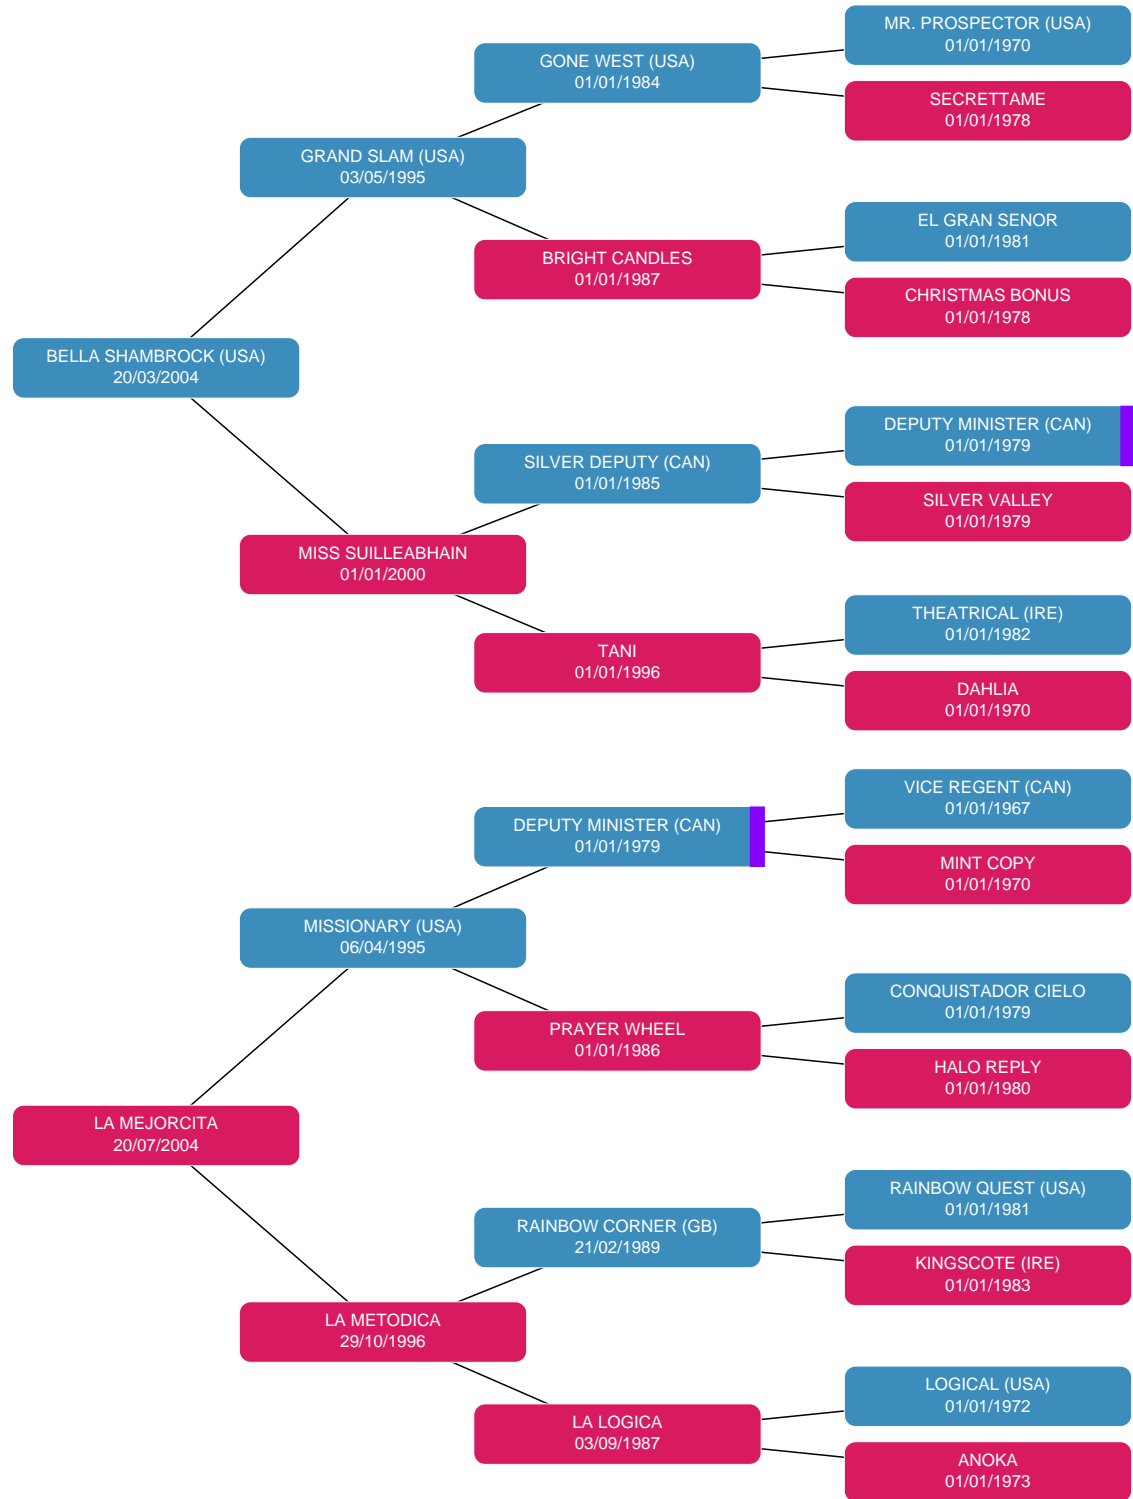 MR. PROSPECTOR (USA)
01/01/1970
GONE WEST (USA)
01/01/1984
SECRETTAME
01/01/1978
GRAND SLAM (USA)
03/05/1995
EL GRAN SENOR
01/01/1981
BRIGHT CANDLES
01/01/1987
CHRISTMAS BONUS
01/01/1978
BELLA SHAMBROCK (USA)
20/03/2004
DEPUTY MINISTER (CAN)
01/01/1979
SILVER DEPUTY (CAN)
01/01/1985
SILVER VALLEY
01/01/1979
MISS SUILLEABHAIN
01/01/2000
THEATRICAL (IRE)
01/01/1982
TANI
01/01/1996
DAHLIA
01/01/1970
VICE REGENT (CAN)
01/01/1967
DEPUTY MINISTER (CAN)
01/01/1979
MINT COPY
01/01/1970
MISSIONARY (USA)
06/04/1995
CONQUISTADOR CIELO
01/01/1979
PRAYER WHEEL
01/01/1986
HALO REPLY
01/01/1980
LA MEJORCITA
20/07/2004
RAINBOW QUEST (USA)
01/01/1981
RAINBOW CORNER (GB)
21/02/1989
KINGSCOTE (IRE)
01/01/1983
LA METODICA
29/10/1996
LOGICAL (USA)
01/01/1972
LA LOGICA
03/09/1987
ANOKA
01/01/1973